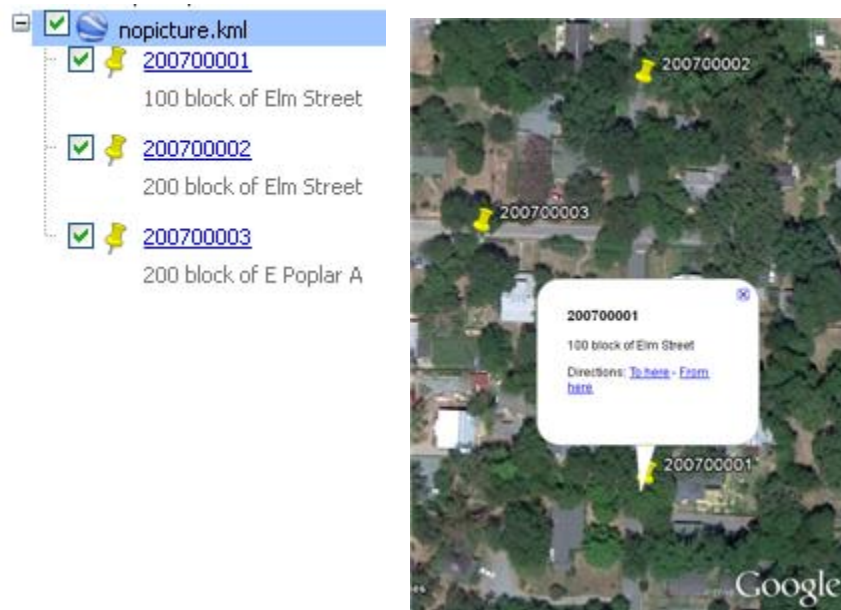 nopicture.kml
200700001
100 block of Elm Street
200700002
200 block of Elm Street
200700003
200 block of E Poplar A
200700002
200700003
200700001
100 block of Elm Street
Directions: To here - From
here
200700001
Google